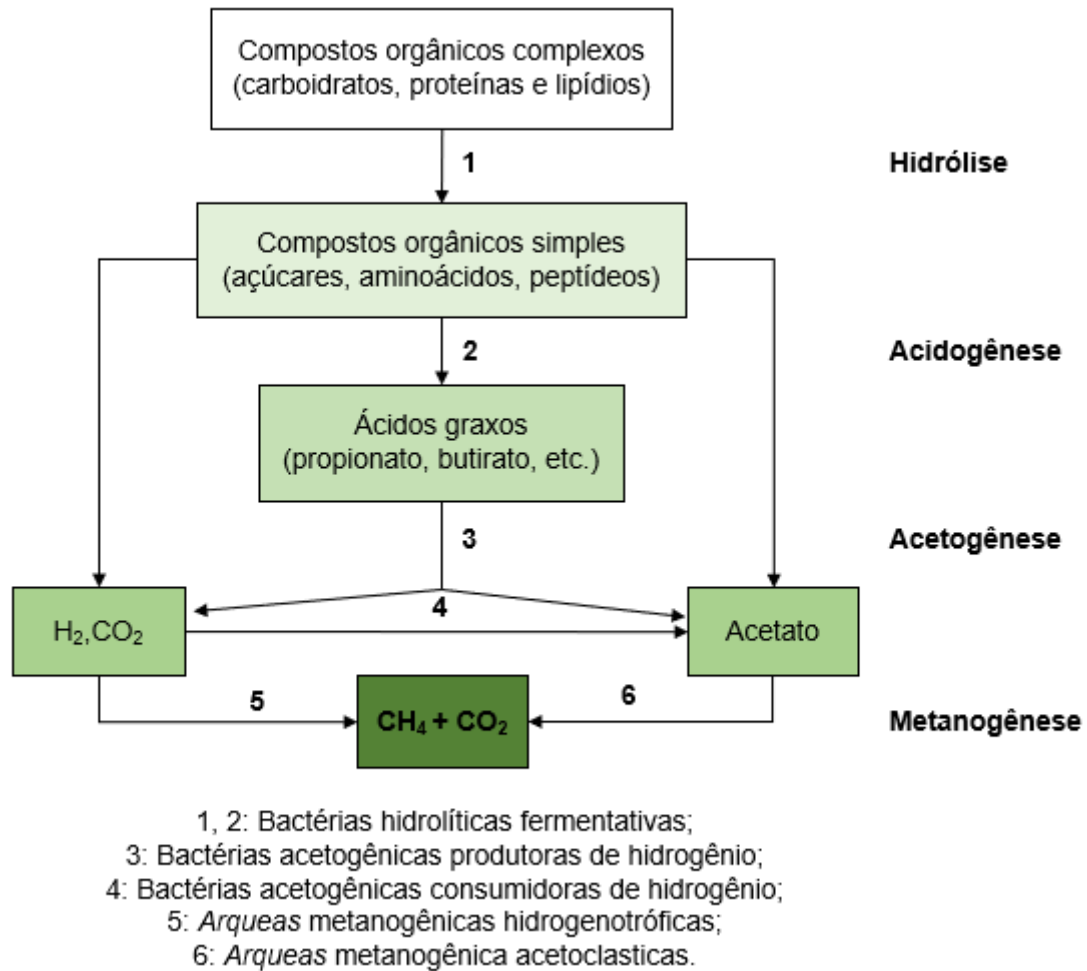 Compostos orgânicos complexos
(carboidratos, proteínas e lipídios)
1
Hidrólise
Compostos orgânicos simples
(açúcares, aminoácidos, peptídeos)
2
Acidogênese
Ácidos graxos
(propionato, butirato, etc.)
3
Acetogênese
4
H₂,CO₂
Acetato
5
6
CH₄ + CO₂
Metanogênese
1, 2: Bactérias hidrolíticas fermentativas;
3: Bactérias acetogênicas produtoras de hidrogênio;
4: Bactérias acetogênicas consumidoras de hidrogênio;
5: Arqueas metanogênicas hidrogenotróficas;
6: Arqueas metanogênica acetoclasticas.